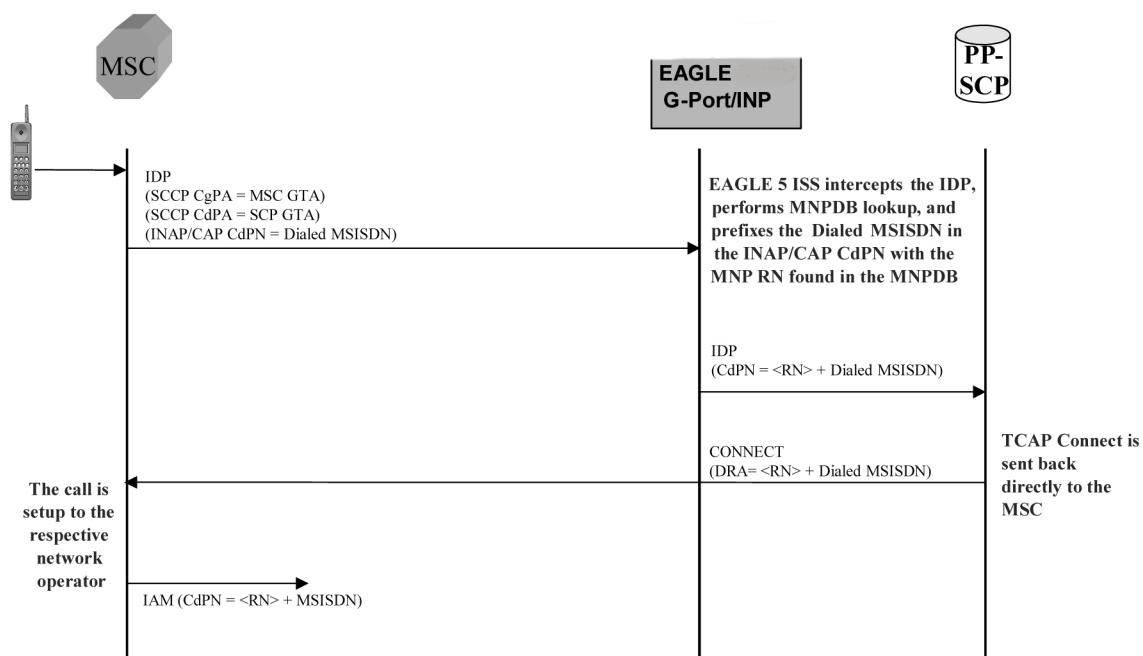 MSC
EAGLE
G-Port/INP
PP-
SCP
IDP
(SCCP CgPA = MSC GTA)
(SCCP CdPA = SCP GTA)
(INAP/CAP CdPN = Dialed MSISDN)
EAGLE 5 ISS intercepts the IDP,
performs MNPDB lookup, and
prefixes the Dialed MSISDN in
the INAP/CAP CdPN with the
MNP RN found in the MNPDB
IDP
(CdPN = <RN> + Dialed MSISDN)
CONNECT
(DRA= <RN> + Dialed MSISDN)
TCAP Connect is
sent back
directly to the
MSC
The call is
setup to the
respective
network
operator
IAM (CdPN = <RN> + MSISDN)